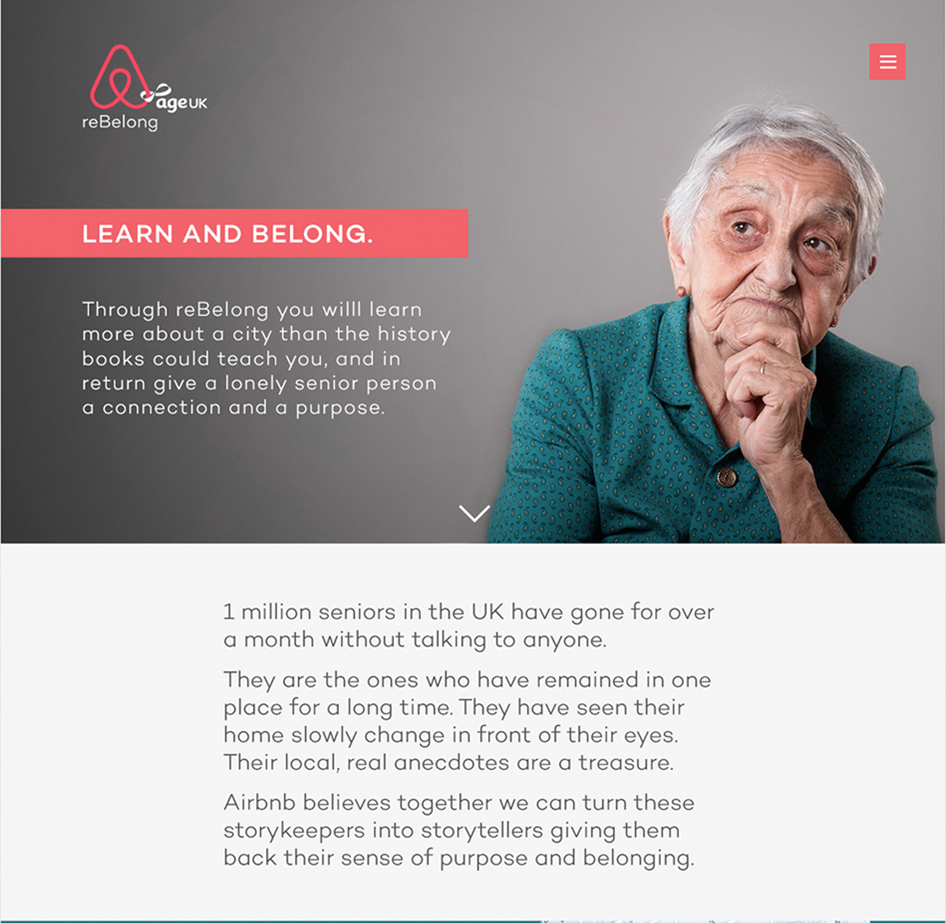 ageUK
reBelong
LEARN AND BELONG.
Through reBelong you willl learn
more about a city than the history
books could teach you, and in
return give a lonely senior person
a connection and a purpose.
1 million seniors in the UK have gone for over
a month without talking to anyone.
They are the ones who have remained in one
place for a long time. They have seen their
home slowly change in front of their eyes.
Their local, real anecdotes are a treasure.
Airbnb believes together we can turn these
storykeepers into storytellers giving them
back their sense of purpose and belonging.